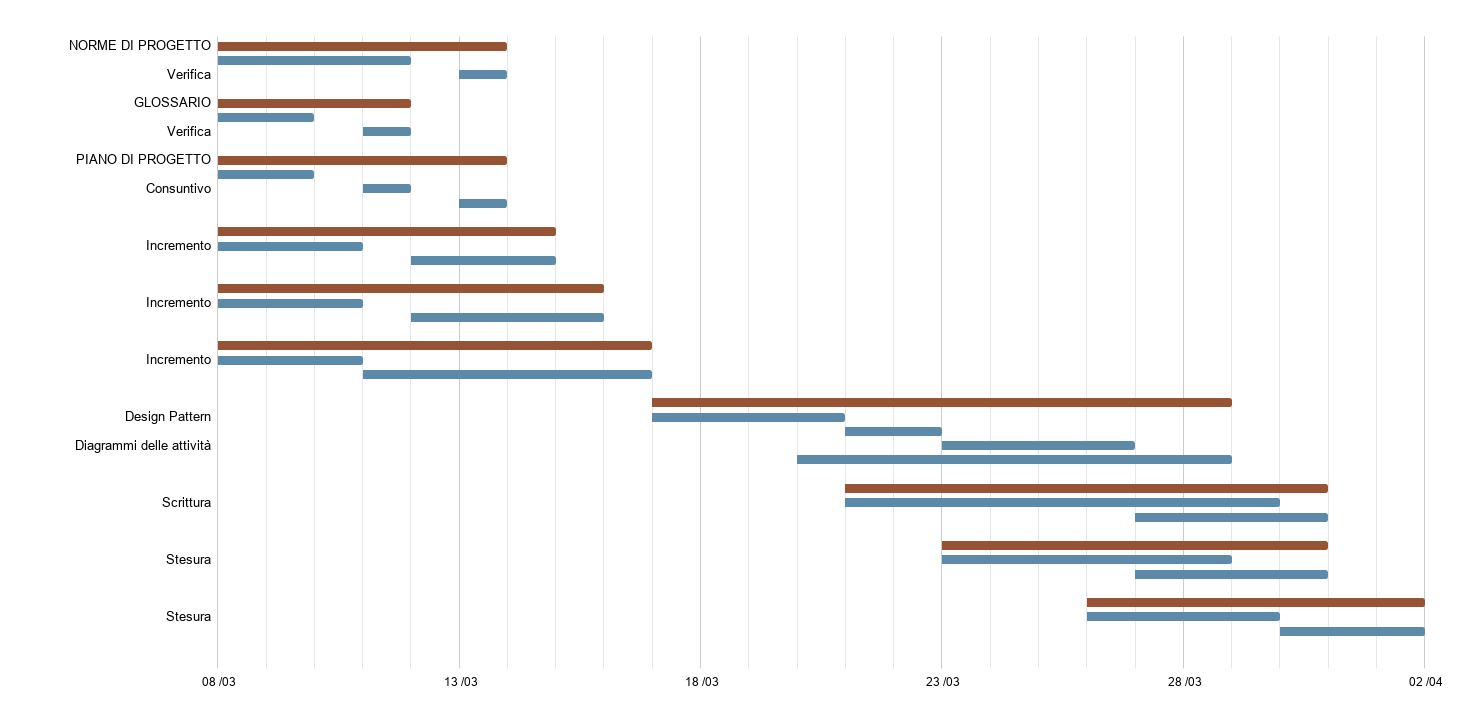 NORME DI PROGETTO
Verifica
GLOSSARIO
Verifica
PIANO DI PROGETTO
Consuntivo
Incremento
Incremento
Incremento
Design Pattern
Diagrammi delle attività
Scrittura
Stesura
Stesura
08 /03 13 /03 18 /03 23 /03 28 /03 02 /04